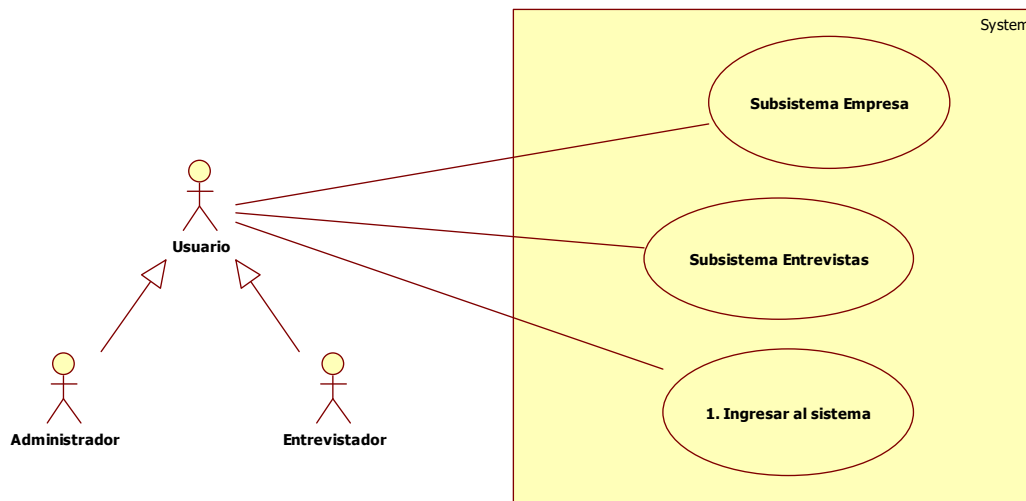 System
Subsistema Empresa
Usuario
Subsistema Entrevistas
1. Ingresar al sistema
Administrador
Entrevistador